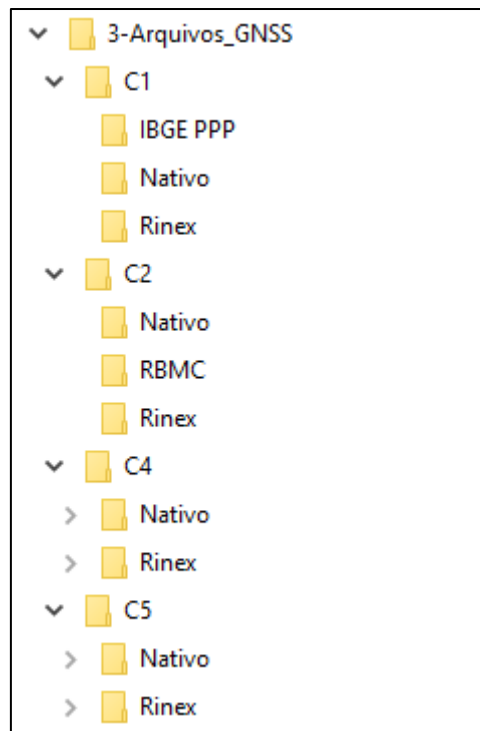 3-Arquivos_GNSS
C1
IBGE PPP
Nativo
Rinex
C2
Nativo
RBMC
Rinex
C4
Nativo
Rinex
C5
Nativo
Rinex